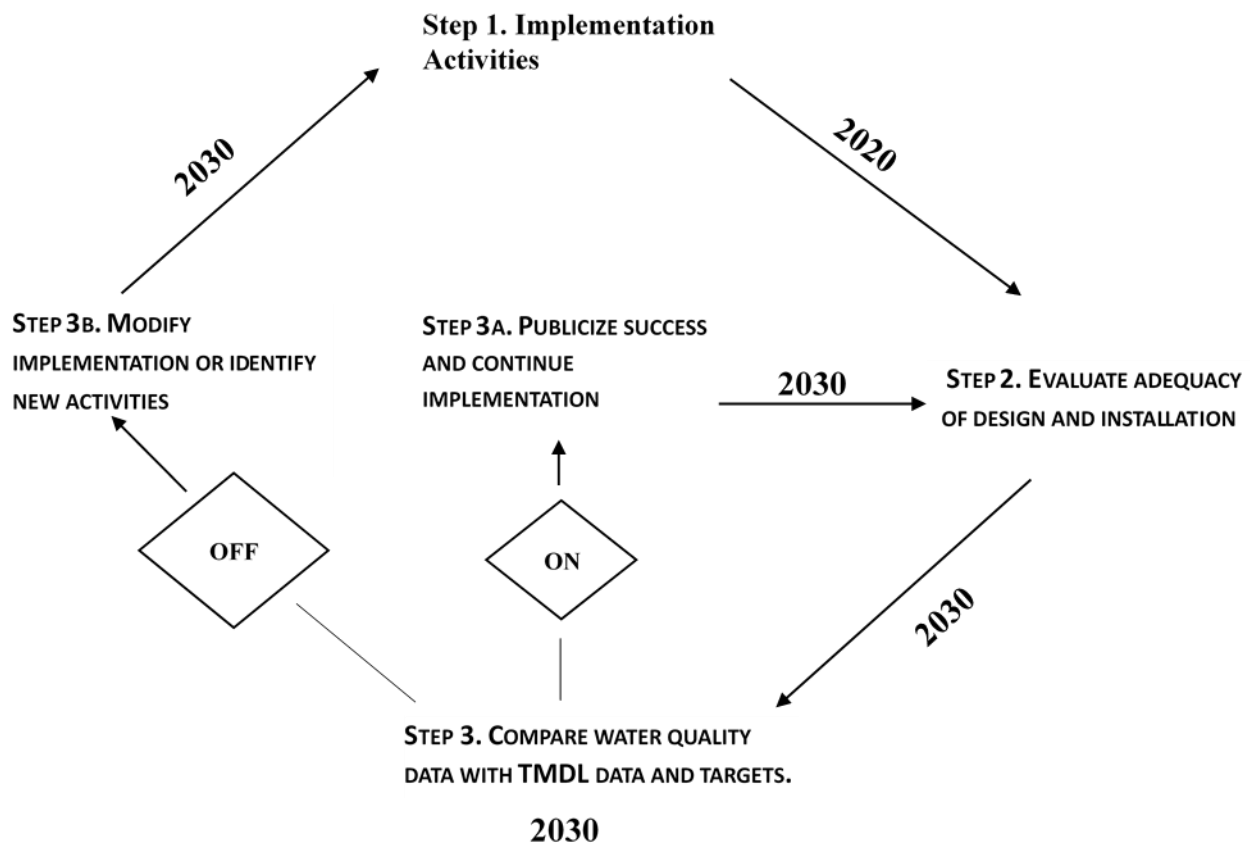 Step 1. Implementation
Activities
2030
2020
STEP 3B. MODIFY
IMPLEMENTATION OR IDENTIFY
NEW ACTIVITIES
STEP 3A. PUBLICIZE SUCCESS
AND CONTINUE
IMPLEMENTATION
2030
STEP 2. EVALUATE ADEQUACY
OF DESIGN AND INSTALLATION
OFF
ON
2030
STEP 3. COMPARE WATER QUALITY
DATA WITH TMDL DATA AND TARGETS.
2030